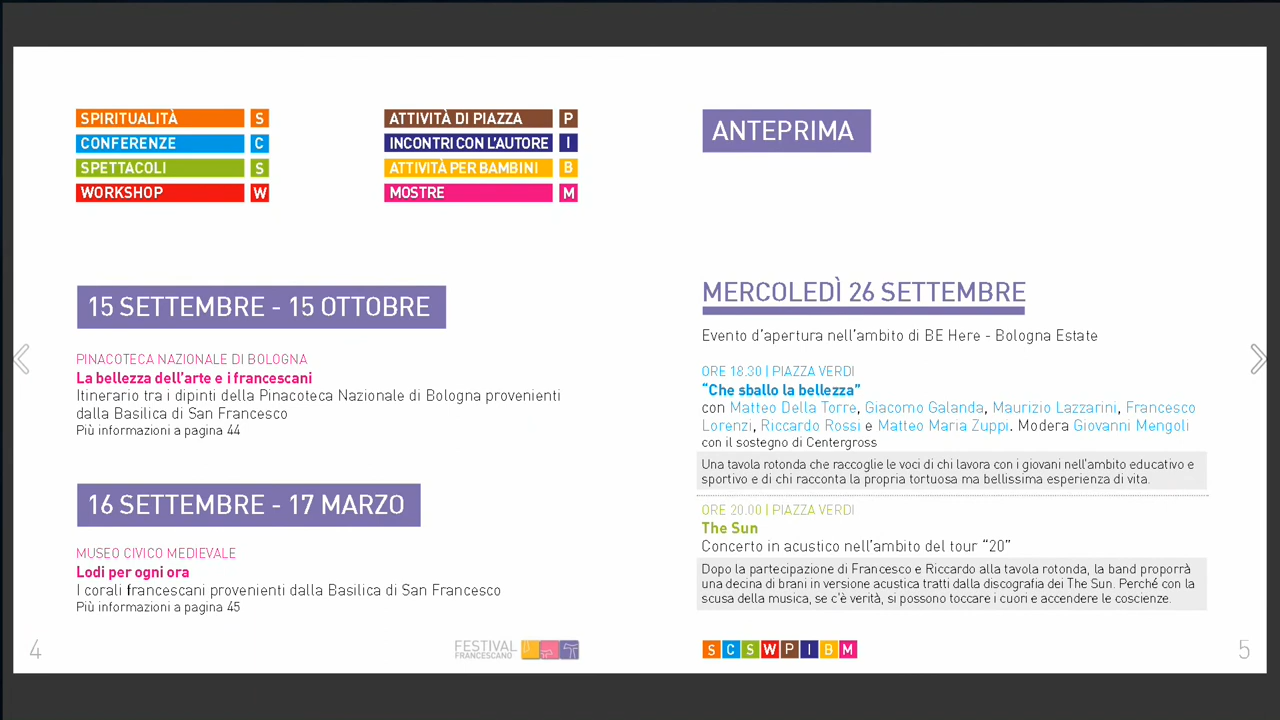 SPIRITUALITÀ S
CONFERENZE C
SPETTACOLI S
WORKSHOP W
ATTIVITÀ DI PIAZZA P
INCONTRI CON L'AUTORE I
ATTIVITÀ PER BAMBINI B
MOSTRE M
15 SETTEMBRE - 15 OTTOBRE
PINACOTECA NAZIONALE DI BOLOGNA
La bellezza dell'arte e i francescani
Itinerario tra i dipinti della Pinacoteca Nazionale di Bologna provenienti
dalla Basilica di San Francesco
Più informazioni a pagina 44
16 SETTEMBRE - 17 MARZO
MUSEO CIVICO MEDIEVALE
Lodi per ogni ora
I corali francescani provenienti dalla Basilica di San Francesco
Più informazioni a pagina 45
4
FESTIVAL
FRANCESCANO
ANTEPRIMA
MERCOLEDÌ 26 SETTEMBRE
Evento d'apertura nell'ambito di BE Here - Bologna Estate
ORE 18.30 | PIAZZA VERDI
“Che sballo la bellezza”
con Matteo Della Torre, Giacomo Galanda, Maurizio Lazzarini, Francesco
Lorenzi, Riccardo Rossi e Matteo Maria Zuppi. Modera Giovanni Mengoli
con il sostegno di Centergross
Una tavola rotonda che raccoglie le voci di chi lavora con i giovani nell'ambito educativo e
sportivo e di chi racconta la propria tortuosa ma bellissima esperienza di vita.
ORE 20.00 | PIAZZA VERDI
The Sun
Concerto in acustico nell'ambito del tour “20”
Dopo la partecipazione di Francesco e Riccardo alla tavola rotonda, la band proporrà
una decina di brani in versione acustica tratti dalla discografia dei The Sun. Perché con la
scusa della musica, se c'è verità, si possono toccare i cuori e accendere le coscienze.
S C S W P I B M
5